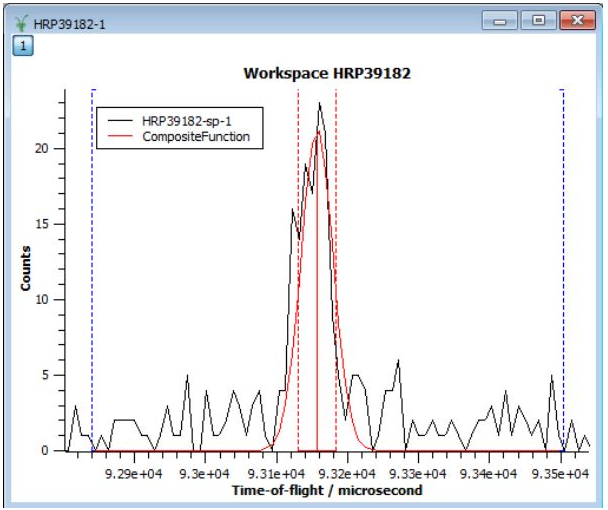 HRP39182-1
1
Workspace HRP39182
HRP39182-sp-1
CompositeFunction
20
15
10
5
0
Counts
9.29e+04 9.3e+04 9.31e+04 9.32e+04 9.33e+04 9.34e+04 9.35e+04
Time-of-flight / microsecond